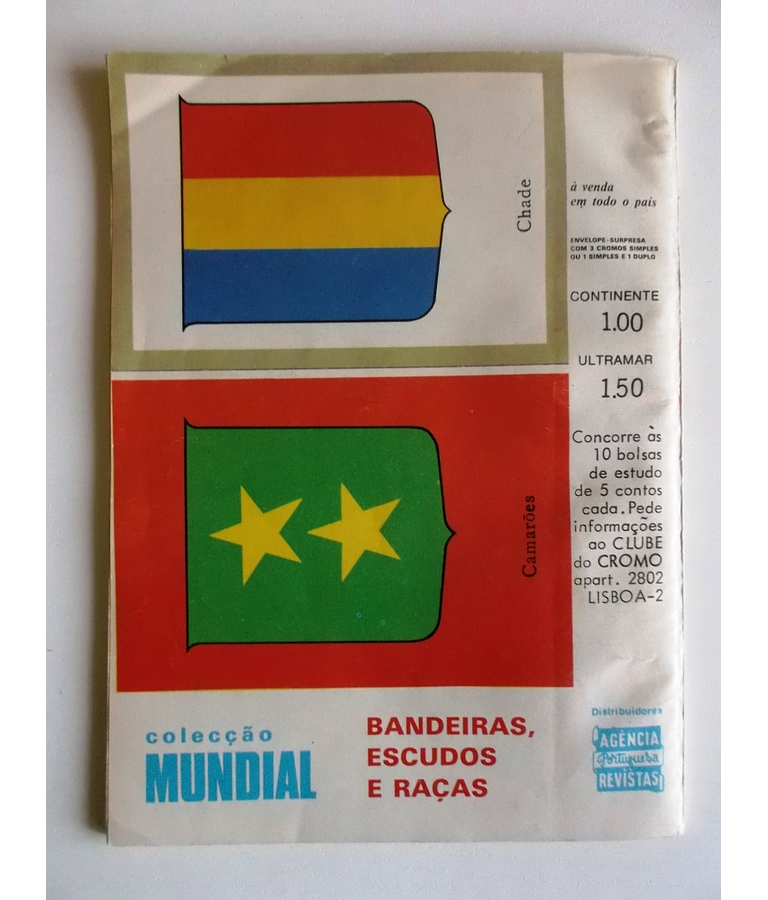 Chade
Camarões
à venda
em todo o país
ENVELOPE-SURPRESA
COM 3 CROMOS SIMPLES
OU 1 SIMPLES E 1 DUPLO
CONTINENTE
1.00
ULTRAMAR
1.50
Concorre às
10 bolsas
de estudo
de 5 contos
cada. Pede
informações
ao CLUBE
do CROMO
apart. 2802
LISBOA-2
colecção
MUNDIAL
BANDEIRAS,
ESCUDOS
E RAÇAS
Distribuidores
AGÊNCIA
Portuguesa
REVISTAS